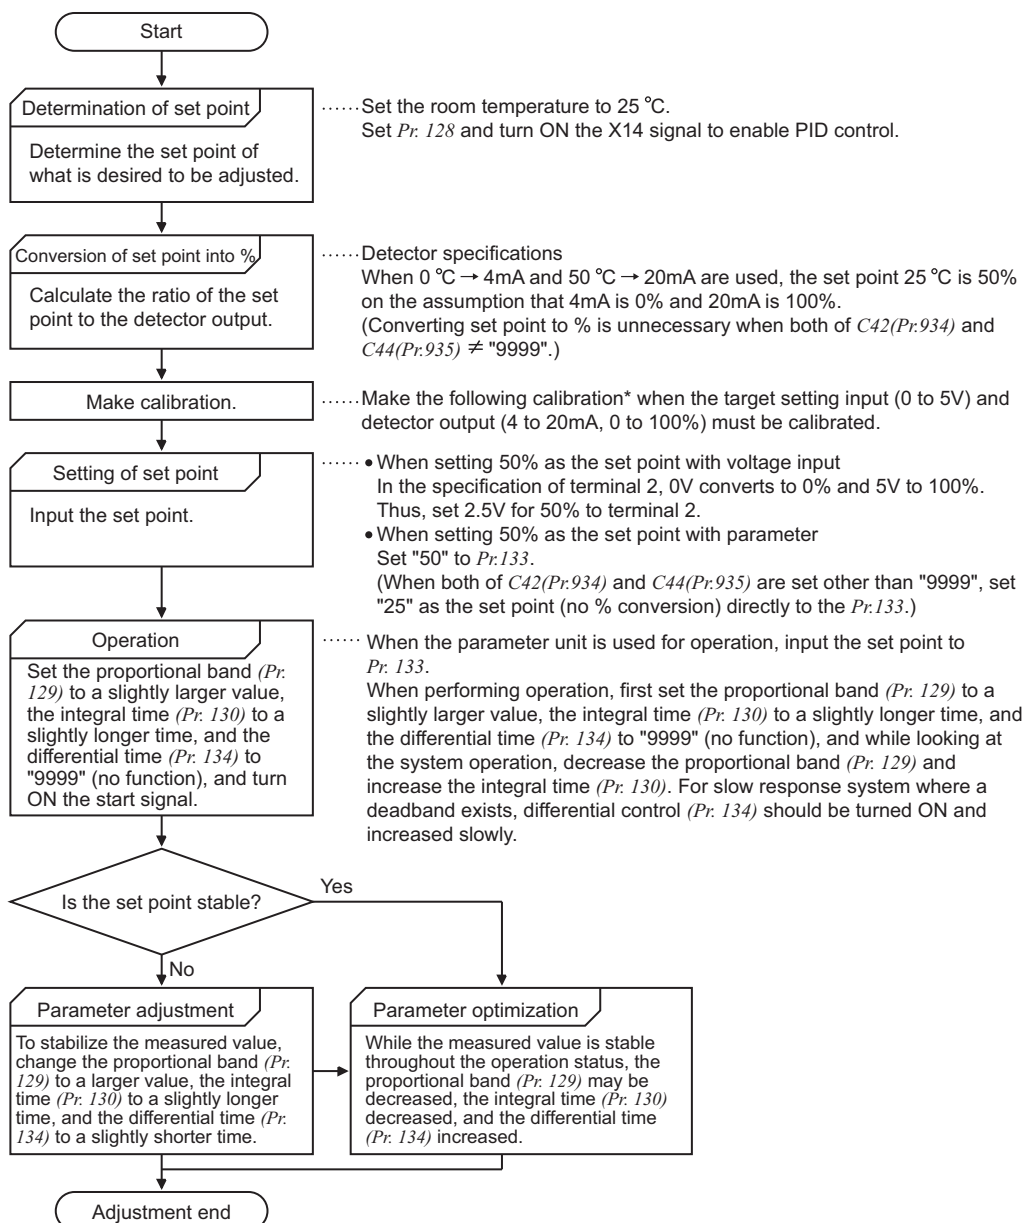 Start
Determination of set point
Determine the set point of
what is desired to be adjusted.
······Set the room temperature to 25 °C.
Set Pr. 128 and turn ON the X14 signal to enable PID control.
Conversion of set point into %
Calculate the ratio of the set
point to the detector output.
······Detector specifications
When 0 °C → 4mA and 50 °C → 20mA are used, the set point 25 °C is 50%
on the assumption that 4mA is 0% and 20mA is 100%.
(Converting set point to % is unnecessary when both of C42(Pr.934) and
C44(Pr.935) ≠ "9999".)
Make calibration.
······Make the following calibration* when the target setting input (0 to 5V) and
detector output (4 to 20mA, 0 to 100%) must be calibrated.
Setting of set point
Input the set point.
······ • When setting 50% as the set point with voltage input
In the specification of terminal 2, 0V converts to 0% and 5V to 100%.
Thus, set 2.5V for 50% to terminal 2.
• When setting 50% as the set point with parameter
Set "50" to Pr.133.
(When both of C42(Pr.934) and C44(Pr.935) are set other than "9999", set
"25" as the set point (no % conversion) directly to the Pr.133.)
Operation
Set the proportional band (Pr.
129) to a slightly larger value,
the integral time (Pr. 130) to a
slightly longer time, and the
differential time (Pr. 134) to
"9999" (no function), and turn
ON the start signal.
······ When the parameter unit is used for operation, input the set point to
Pr. 133.
When performing operation, first set the proportional band (Pr. 129) to a
slightly larger value, the integral time (Pr. 130) to a slightly longer time, and
the differential time (Pr. 134) to "9999" (no function), and while looking at
the system operation, decrease the proportional band (Pr. 129) and
increase the integral time (Pr. 130). For slow response system where a
deadband exists, differential control (Pr. 134) should be turned ON and
increased slowly.
Is the set point stable?
Yes
No
Parameter adjustment
To stabilize the measured value,
change the proportional band (Pr.
129) to a larger value, the integral
time (Pr. 130) to a slightly longer
time, and the differential time (Pr.
134) to a slightly shorter time.
Parameter optimization
While the measured value is stable
throughout the operation status, the
proportional band (Pr. 129) may be
decreased, the integral time (Pr. 130)
decreased, and the differential time
(Pr. 134) increased.
Adjustment end